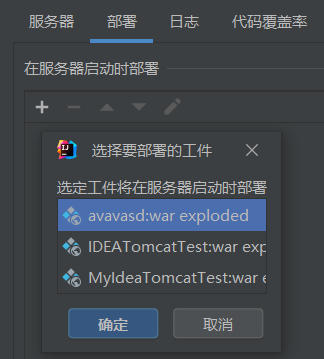 服务器 部署 日志 代码覆盖率
在服务器启动时部署
选择要部署的工件
选定工件将在服务器启动时部署
avavasd:war exploded
IDEATomcatTest:war exp
MyIdeaTomcatTest:war e
确定 取消